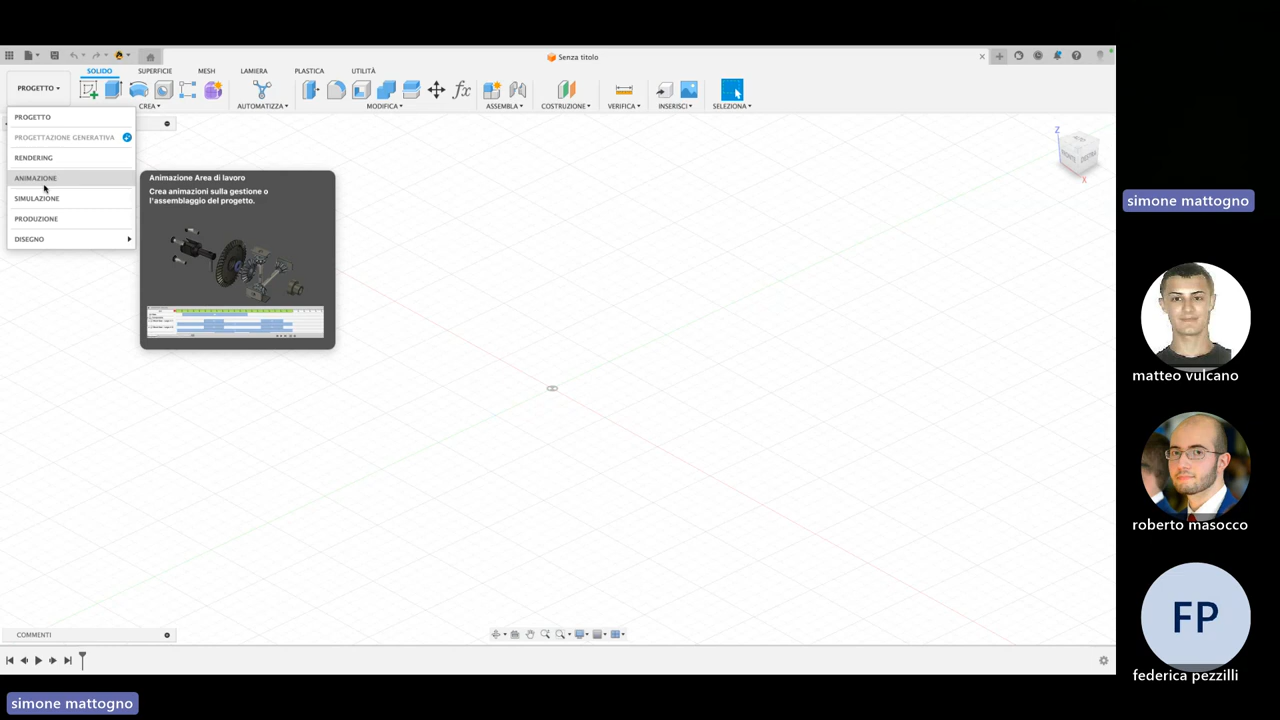 Senza titolo
SOLIDO SUPERFICIE MESH LAMIERA PLASTICA UTILITÀ
PROGETTO
CREA AUTOMATIZZA MODIFICA ASSEMBLA COSTRUZIONE VERIFICA INSERISCI SELEZIONA
PROGETTO
PROGETTAZIONE GENERATIVA
RENDERING
ANIMAZIONE
SIMULAZIONE
PRODUZIONE
DISEGNO
Animazione Area di lavoro
Crea animazioni sulla gestione o
l'assemblaggio del progetto.
Z
FRONTE DESTRA
X
COMMENTI
simone mattogno
matteo vulcano
roberto masocco
FP
federica pezzilli
simone mattogno